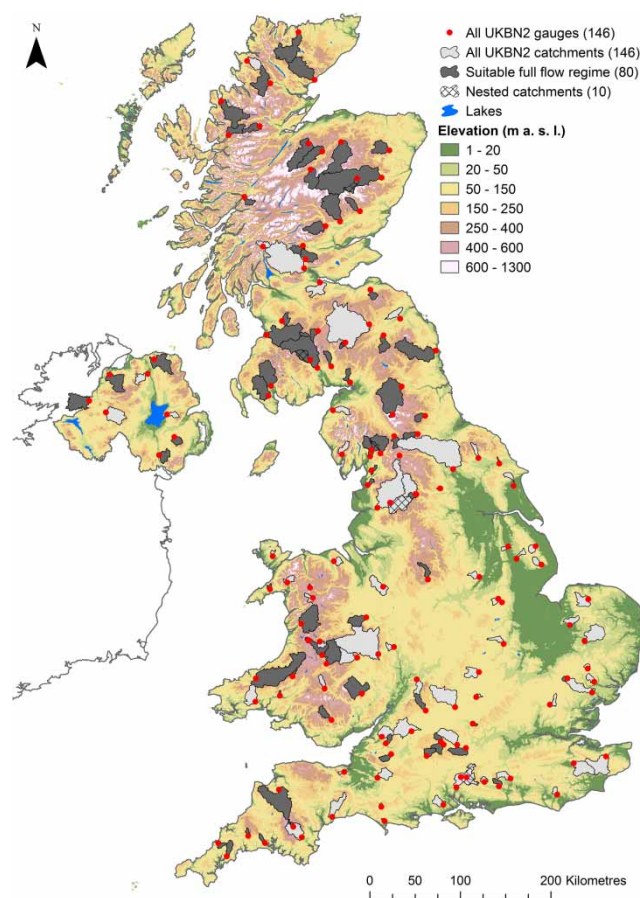 N
All UKBN2 gauges (146)
All UKBN2 catchments (146)
Suitable full flow regime (80)
Nested catchments (10)
Lakes
Elevation (m a. s. l.)
1 - 20
20 - 50
50 - 150
150 - 250
250 - 400
400 - 600
600 - 1300
0 50 100 200 Kilometres